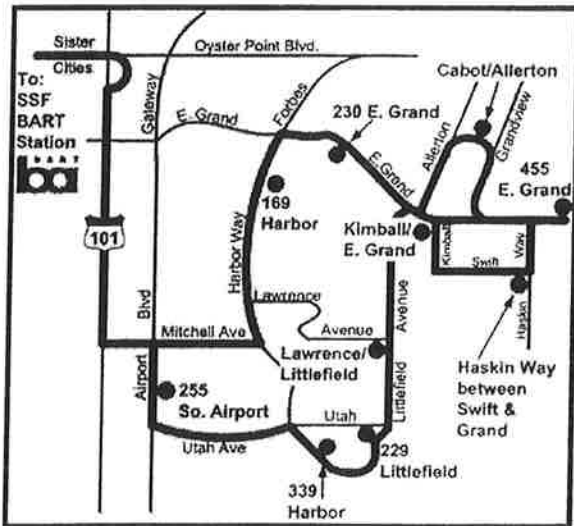 Sister
Cities
Oyster Point Blvd.
To:
SSF
BART
Station
bart
ba
Gateway
E. Grand
Forbes
230 E. Grand
E. Grand
Cabot/Allerton
Allerton
Grandview
455
E. Grand
169
Harbor
Kimball/
E. Grand
Kimball
Way
Swift
Haskin
101
Harbor Way
Lawrence
Avenue
Blvd
Mitchell Ave
Avenue
Lawrence/
Littlefield
Littlefield
Haskin Way
between
Swift &
Grand
Airport
255
So. Airport
Utah
Utah Ave
229
Littlefield
339
Harbor